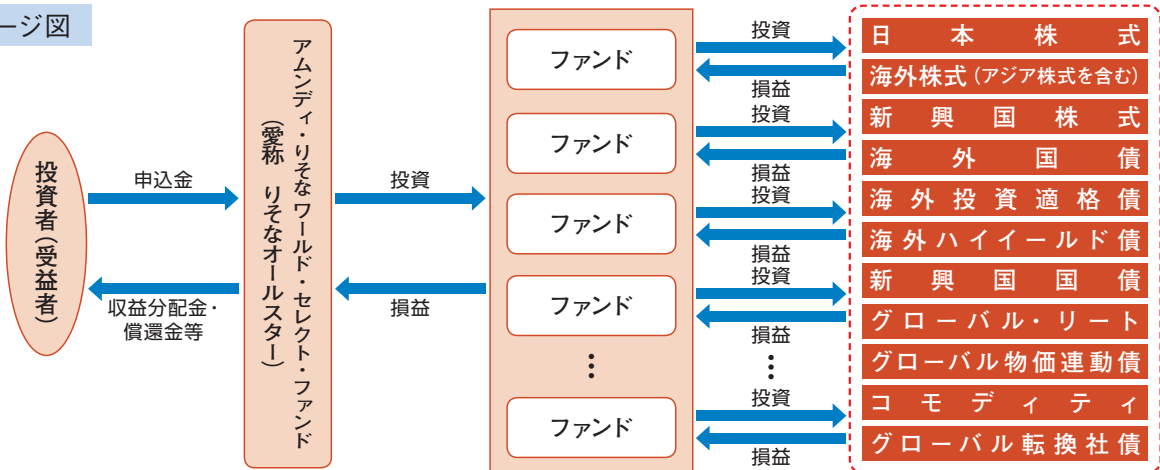 ージ図
投資者(受益者)
申込金
収益分配金・
償還金等
アムンディ・りそなワールド・セレクト・ファンド
(愛称 りそなオールスター)
投資
損益
ファンド
ファンド
ファンド
ファンド
⋮
ファンド
投資
損益
投資
損益
投資
損益
投資
損益
⋮
投資
損益
日本株式
海外株式(アジア株式を含む)
新興国株式
海外国債
海外投資適格債
海外ハイイールド債
新興国国債
グローバル・リート
グローバル物価連動債
コモディティ
グローバル転換社債